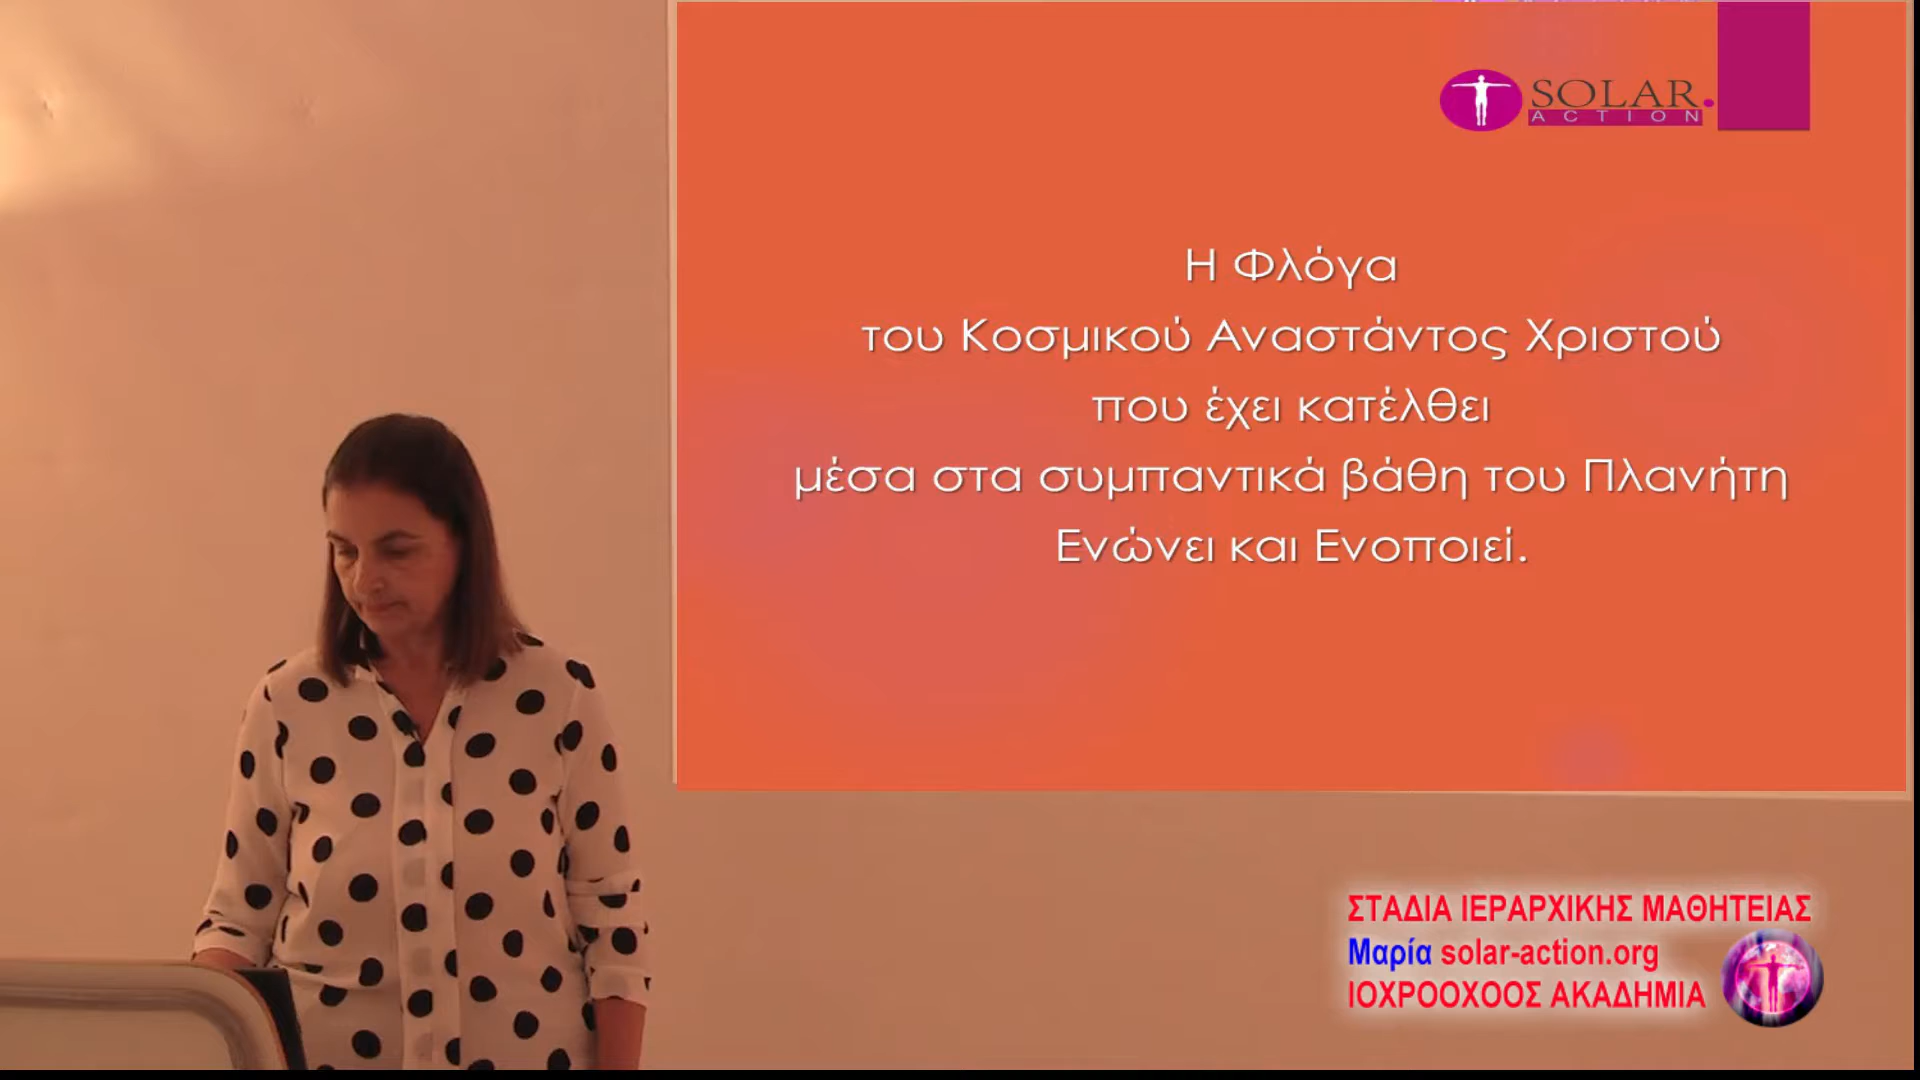 SOLAR
ACTION
Η Φλόγα
του Κοσμικού Αναστάντος Χριστού
που έχει κατέλθει
μέσα στα συμπαντικά βάθη του Πλανήτη
Ενώνει και Ενοποιεί.
ΣΤΑΔΙΑ ΙΕΡΑΡΧΙΚΗΣ ΜΑΘΗΤΕΙΑΣ
Μαρία solar-action.org
ΙΟΧΡΟΟΧΟΟΣ ΑΚΑΔΗΜΙΑ